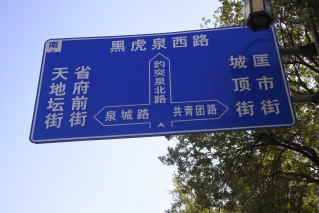 南
黑虎泉西路
趵突泉北路
天地坛街
省府前街
城顶街
匡市街
泉城路
共青团路